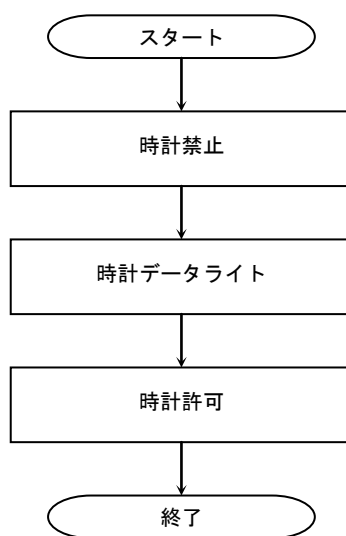 スタート
時計禁止
時計データライト
時計許可
終了